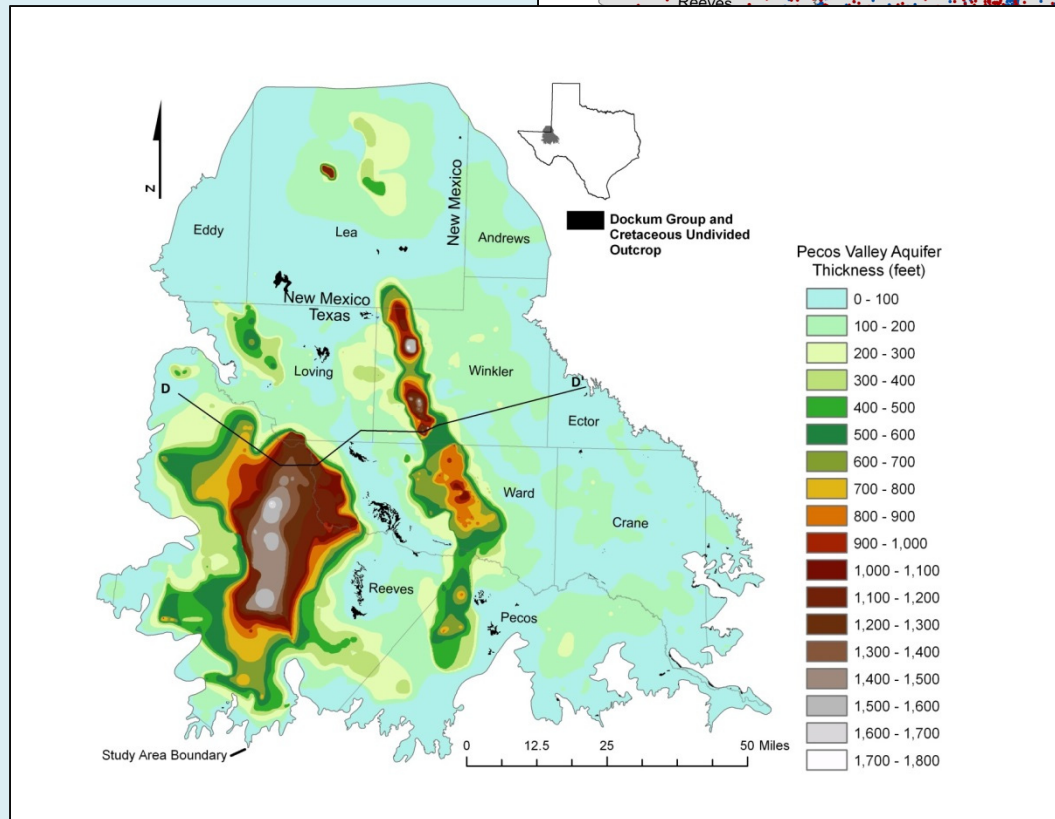 Reeves
N
New Mexico
Eddy
Lea
Andrews
Dockum Group and
Cretaceous Undivided
Outcrop
New Mexico
Texas
Loving
Winkler
D
D'
Ector
Ward
Crane
Reeves
Pecos
Study Area Boundary
0 12.5 25 50 Miles
Pecos Valley Aquifer
Thickness (feet)
0 - 100
100 - 200
200 - 300
300 - 400
400 - 500
500 - 600
600 - 700
700 - 800
800 - 900
900 - 1,000
1,000 - 1,100
1,100 - 1,200
1,200 - 1,300
1,300 - 1,400
1,400 - 1,500
1,500 - 1,600
1,600 - 1,700
1,700 - 1,800